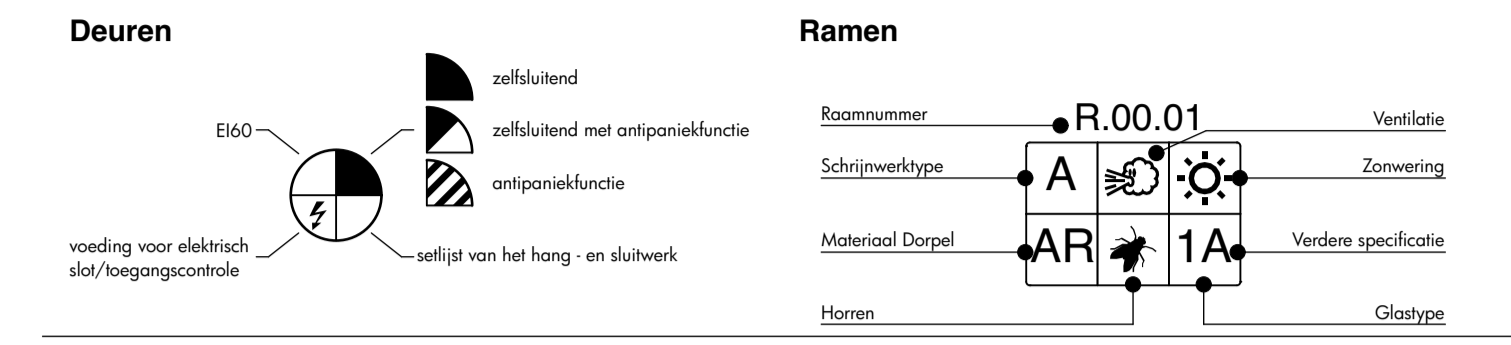 Deuren
zelfsluitend
EI60
zelfsluitend met antipaniekfunctie
antipaniekfunctie
voeding voor elektrisch
slot/toegangscontrole
setlijst van het hang - en sluitwerk
Ramen
Raamnummer
R.00.01
Ventilatie
Schrijnwerktype
A
Zonwering
Materiaal Dorpel
AR
1A
Verdere specificatie
Horren
Glastype